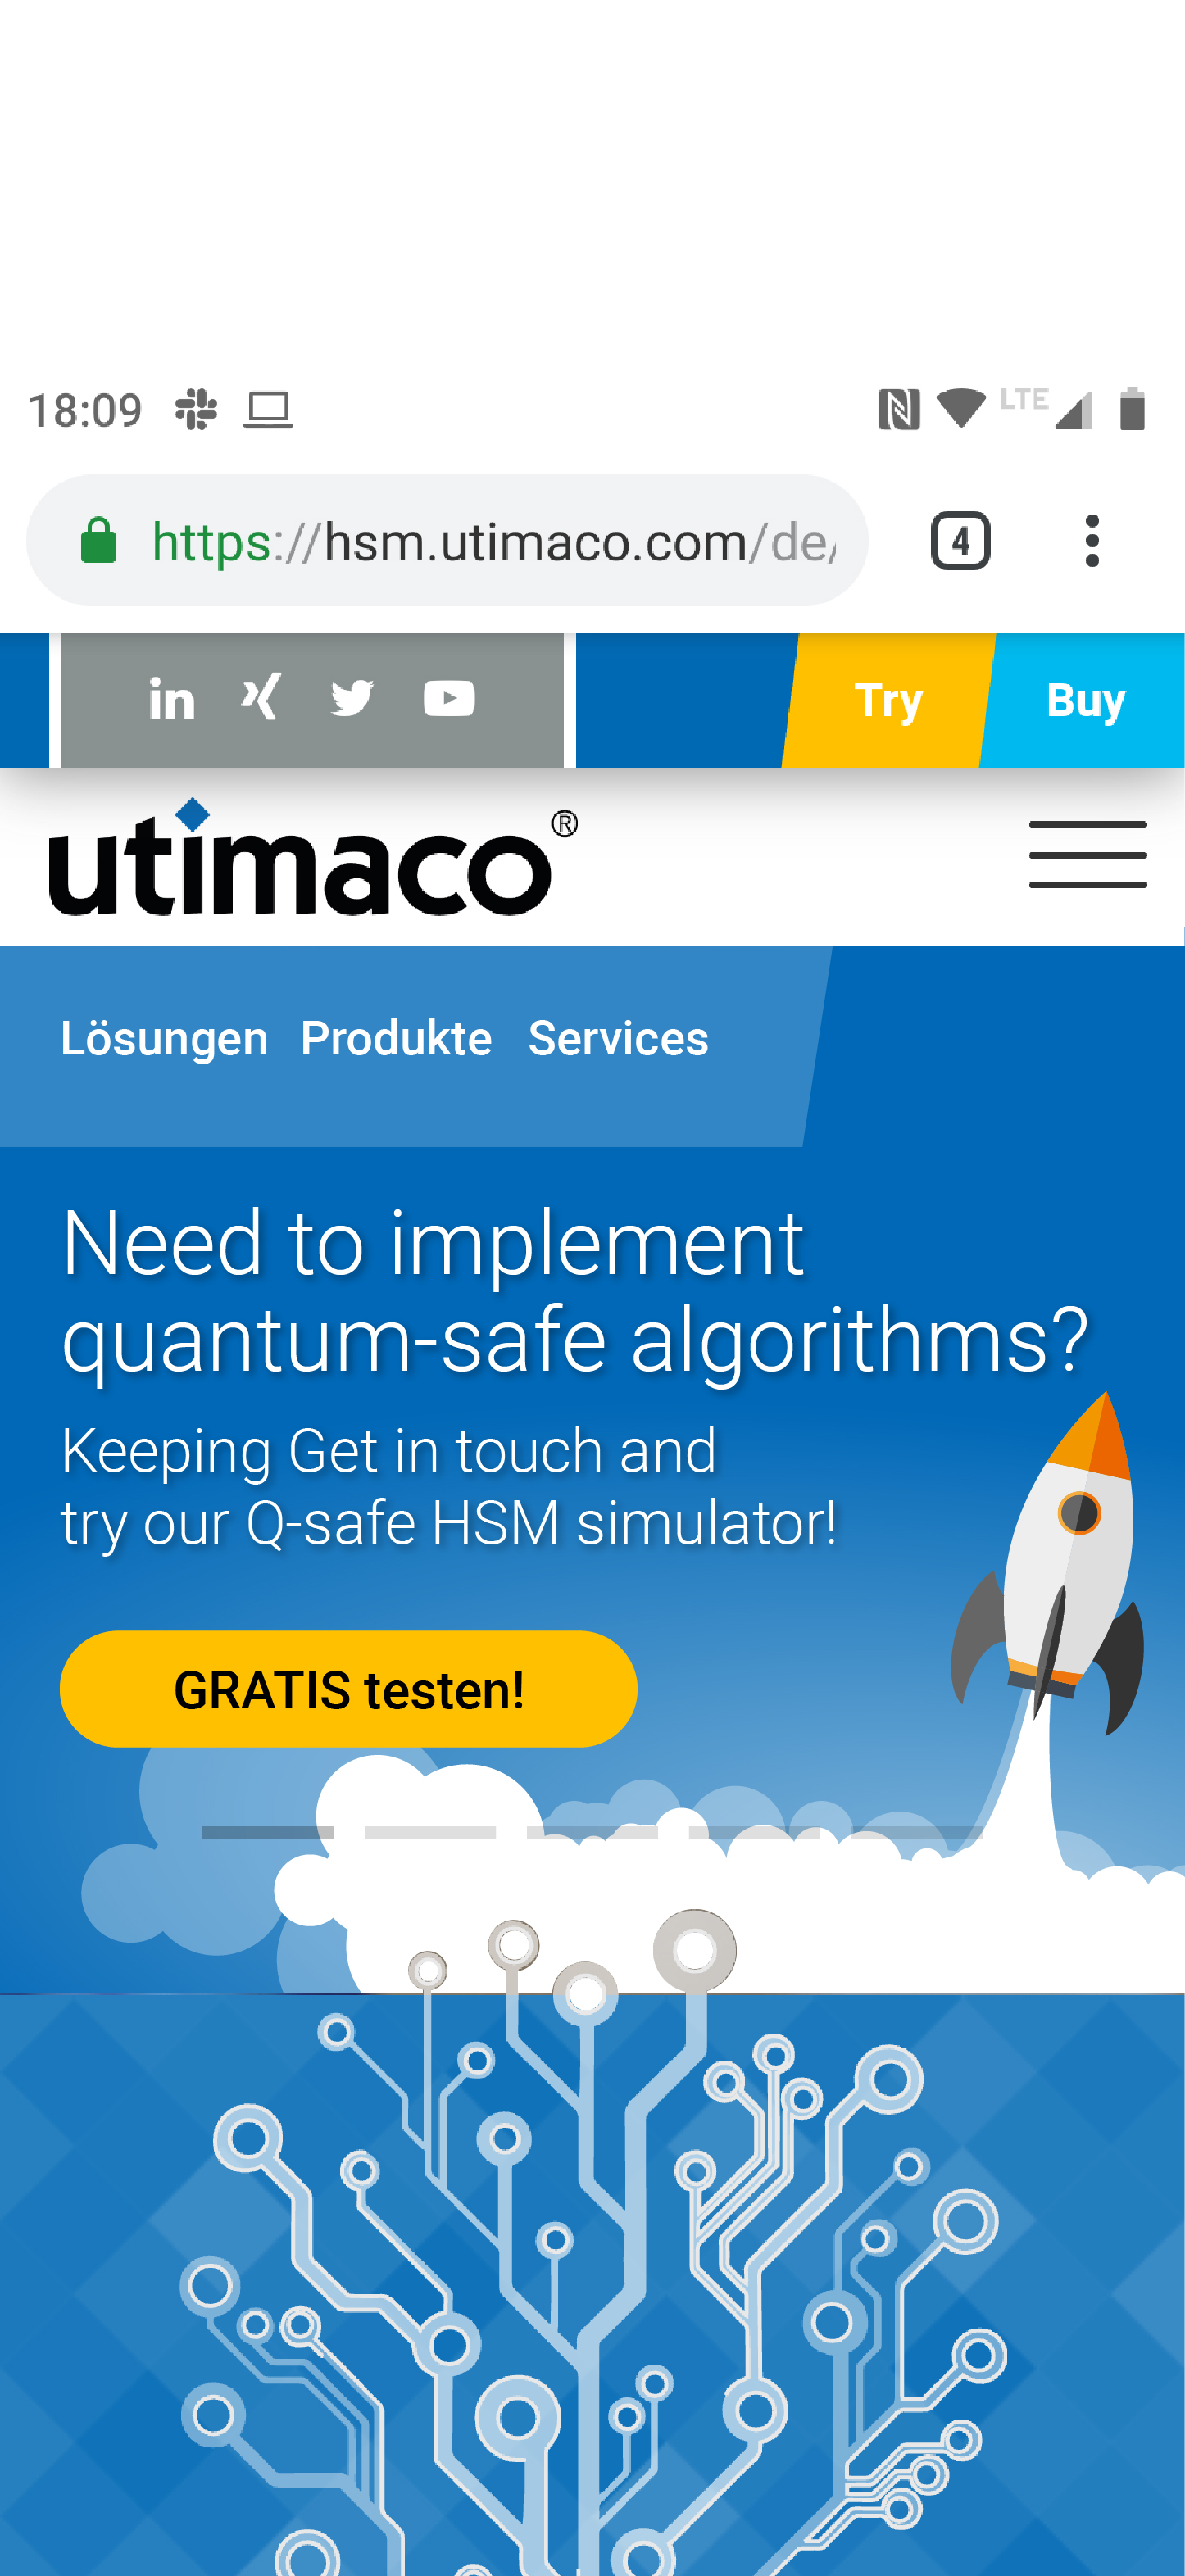 18:09
LTE
https://hsm.utimaco.com/de/
4
in
Try
Buy
utimaco®
Lösungen Produkte Services
Need to implement
quantum-safe algorithms?
Keeping Get in touch and
try our Q-safe HSM simulator!
GRATIS testen!